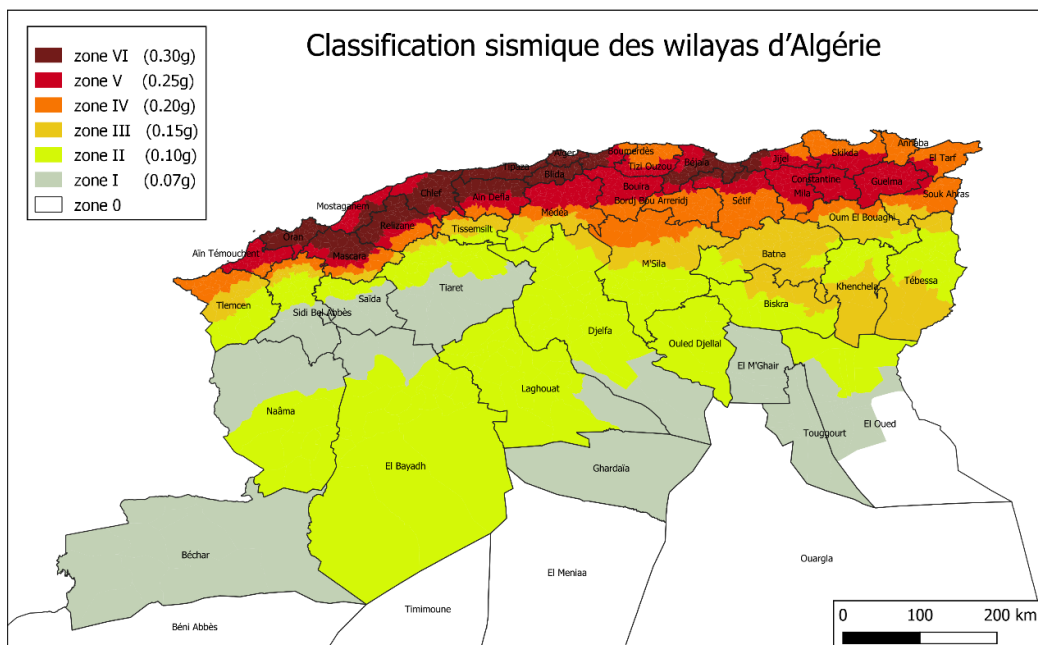 Classification sismique des wilayas d'Algérie
zone VI (0.30g)
zone V (0.25g)
zone IV (0.20g)
zone III (0.15g)
zone II (0.10g)
zone I (0.07g)
zone 0
Alger
Boumerdès
Tipaza
Blida
Tizi Ouzou
Béjaïa
Jijel
Skikda
Annaba
El Tarf
Mostaganem
Chlef
Aïn Defla
Bouira
Constantine
Mila
Guelma
Souk Ahras
Relizane
Médéa
Bordj Bou Arreridj
Sétif
Oum El Bouaghi
Oran
Aïn Témouchent
Mascara
Tissemsilt
M'Sila
Batna
Khenchela
Tébessa
Tlemcen
Saïda
Tiaret
Sidi Bel Abbès
Djelfa
Biskra
Ouled Djellal
El M'Ghair
Laghouat
Naâma
Touggourt
El Oued
El Bayadh
Ghardaïa
Béchar
El Meniaa
Ouargla
Timimoune
Béni Abbès
0 100 200 km